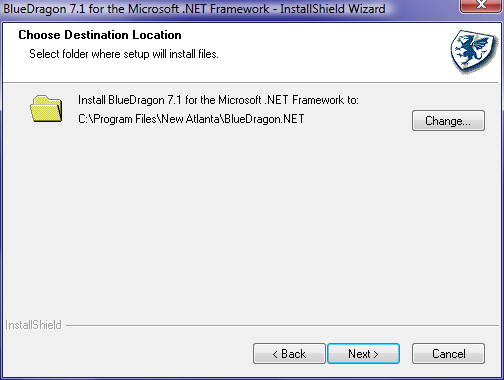 BlueDragon 7.1 for the Microsoft .NET Framework - InstallShield Wizard
Choose Destination Location
Select folder where setup will install files.
Install BlueDragon 7.1 for the Microsoft .NET Framework to:
C:\Program Files\New Atlanta\BlueDragon.NET
Change...
InstallShield
< Back
Next >
Cancel